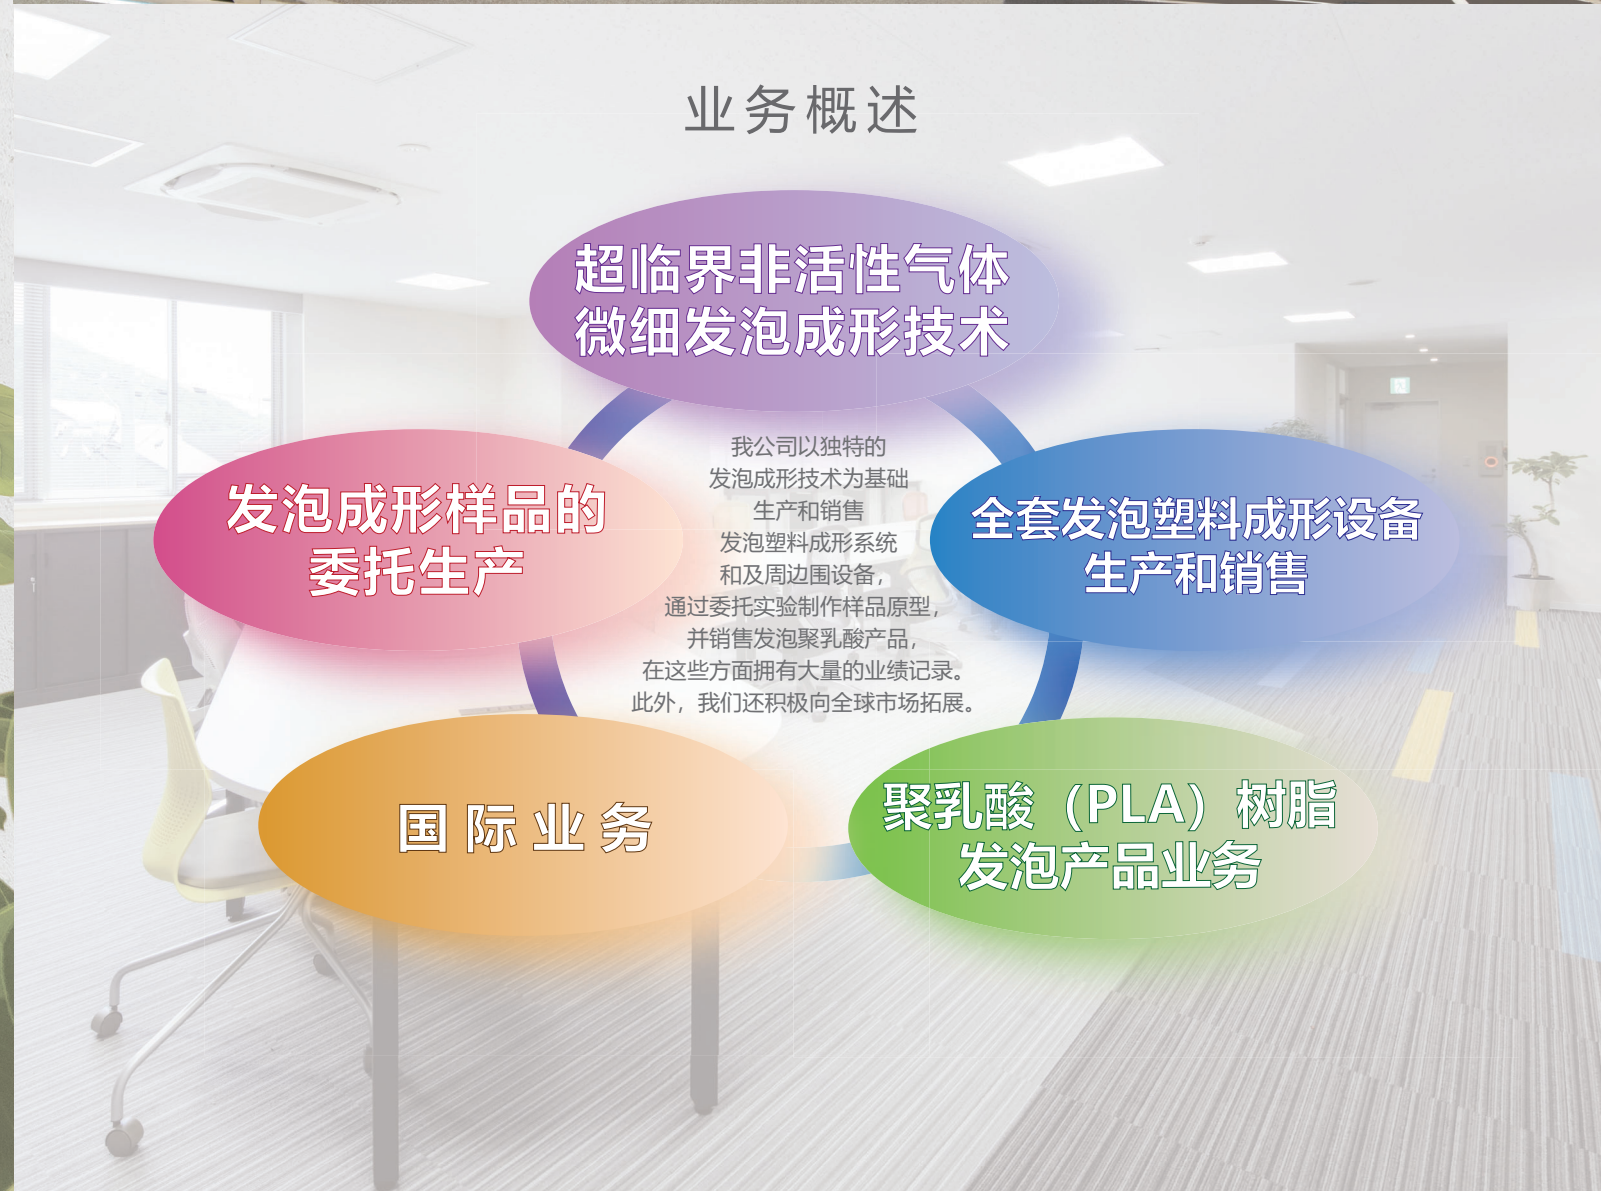 业务概述
超临界非活性气体
微细发泡成形技术
发泡成形样品的
委托生产
我公司以独特的
发泡成形技术为基础
生产和销售
发泡塑料成形系统
和及周边围设备，
通过委托实验制作样品原型，
并销售发泡聚乳酸产品，
在这些方面拥有大量的业绩记录。
此外，我们还积极向全球市场拓展。
全套发泡塑料成形设备
生产和销售
国际业务
聚乳酸（PLA）树脂
发泡产品业务